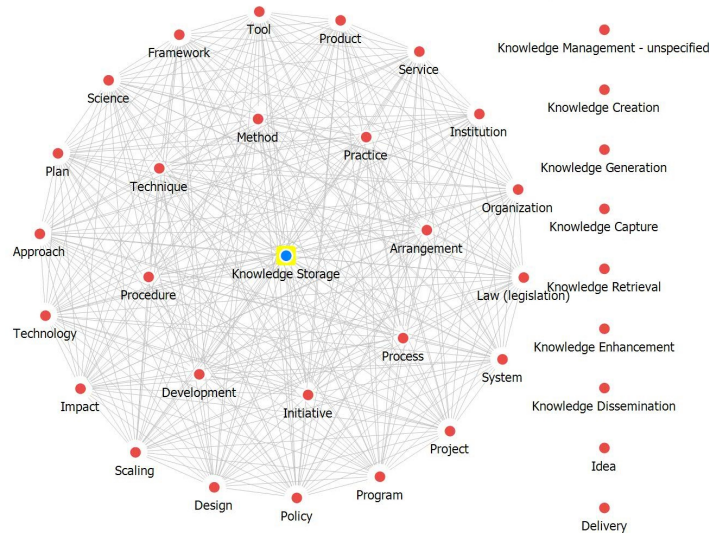 Tool
Product
Framework
Service
Knowledge Management - unspecified
Science
Knowledge Creation
Method
Institution
Practice
Knowledge Generation
Plan
Technique
Organization
Knowledge Capture
Approach
Arrangement
Knowledge Storage
Knowledge Retrieval
Procedure
Law (legislation)
Technology
Knowledge Enhancement
Process
System
Development
Impact
Initiative
Knowledge Dissemination
Project
Scaling
Idea
Program
Design
Policy
Delivery